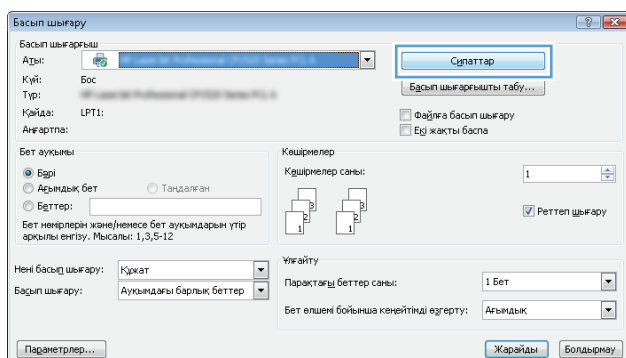 Басып шығару
Басып шығарғыш
Аты:
Сипаттар
Күй: Бос
Түр:
Басып шығарғышты табу...
Қайда: LPT1:
Файлға басып шығару
Аңғартпа:
Екі жақты баспа
Бет ауқымы
Бәрі
Ағымдық бет Таңдалған
Беттер:
Бет нөмірлерін және/немесе бет ауқымдарын үтір
арқылы енгізу. Мысалы: 1,3,5-12
Көшірмелер
Көшірмелер саны: 1
Реттеп шығару
Нені басып шығару: Құжат
Басып шығару: Ауқымдағы барлық беттер
Ұлғайту
Парақтағы беттер саны: 1 Бет
Бет өлшемі бойынша кеңейтімді өзгерту: Ағымдық
Параметрлер...
Жарайды
Болдырмау